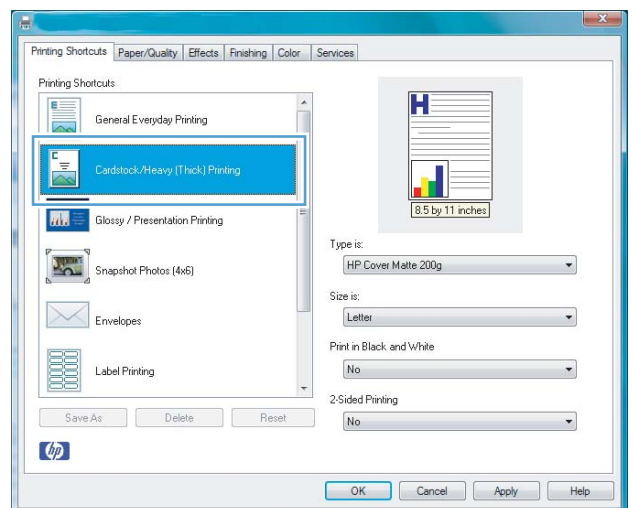 Printing Shortcuts Paper/Quality Effects Finishing Color Services
Printing Shortcuts
General Everyday Printing
Cardstock/Heavy (Thick) Printing
Glossy / Presentation Printing
Snapshot Photos (4x6)
Envelopes
Label Printing
Save As Delete Reset
hp
H
8.5 by 11 inches
Type is:
HP Cover Matte 200g
Size is:
Letter
Print in Black and White
No
2-Sided Printing
No
OK Cancel Apply Help